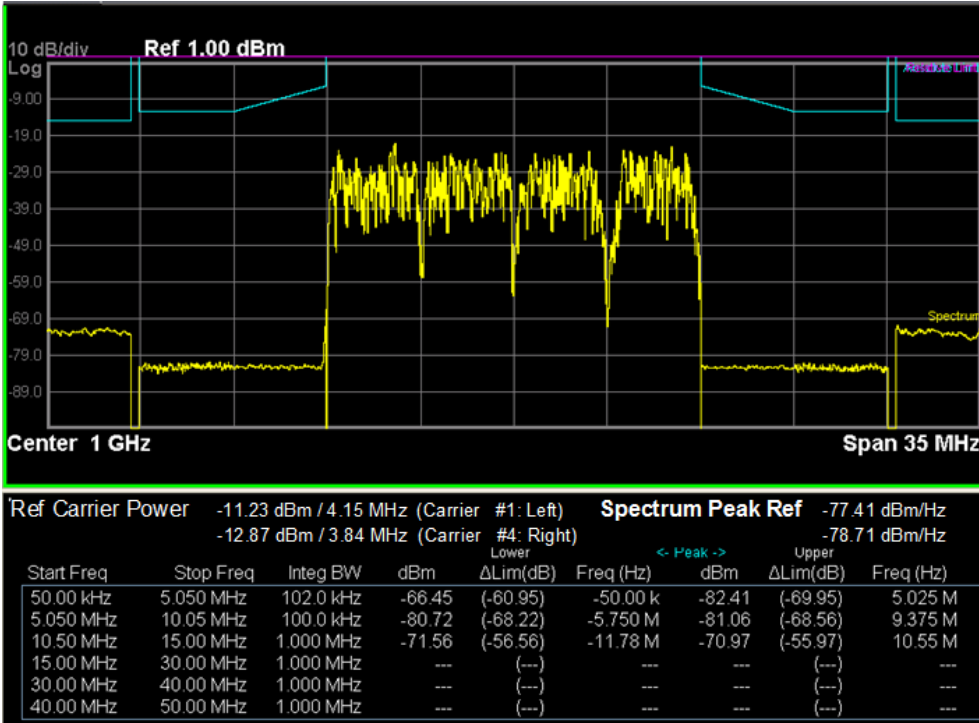 10 dB/div Ref 1.00 dBm
Log
-9.00
-19.0
-29.0
-39.0
-49.0
-59.0
-69.0
Spectrum
-79.0
-89.0
Center 1 GHz Span 35 MHz
Ref Carrier Power -11.23 dBm / 4.15 MHz (Carrier #1: Left) Spectrum Peak Ref -77.41 dBm/Hz
-12.87 dBm / 3.84 MHz (Carrier #4: Right) -78.71 dBm/Hz
Lower <- Peak -> Upper
Start Freq Stop Freq Integ BW dBm ΔLim(dB) Freq (Hz) dBm ΔLim(dB) Freq (Hz)
50.00 kHz 5.050 MHz 102.0 kHz -66.45 (-60.95) -50.00 k -82.41 (-69.95) 5.025 M
5.050 MHz 10.05 MHz 100.0 kHz -80.72 (-68.22) -5.750 M -81.06 (-68.56) 9.375 M
10.50 MHz 15.00 MHz 1.000 MHz -71.56 (-56.56) -11.78 M -70.97 (-55.97) 10.55 M
15.00 MHz 30.00 MHz 1.000 MHz --- (---) --- --- (---) ---
30.00 MHz 40.00 MHz 1.000 MHz --- (---) --- --- (---) ---
40.00 MHz 50.00 MHz 1.000 MHz --- (---) --- --- (---) ---